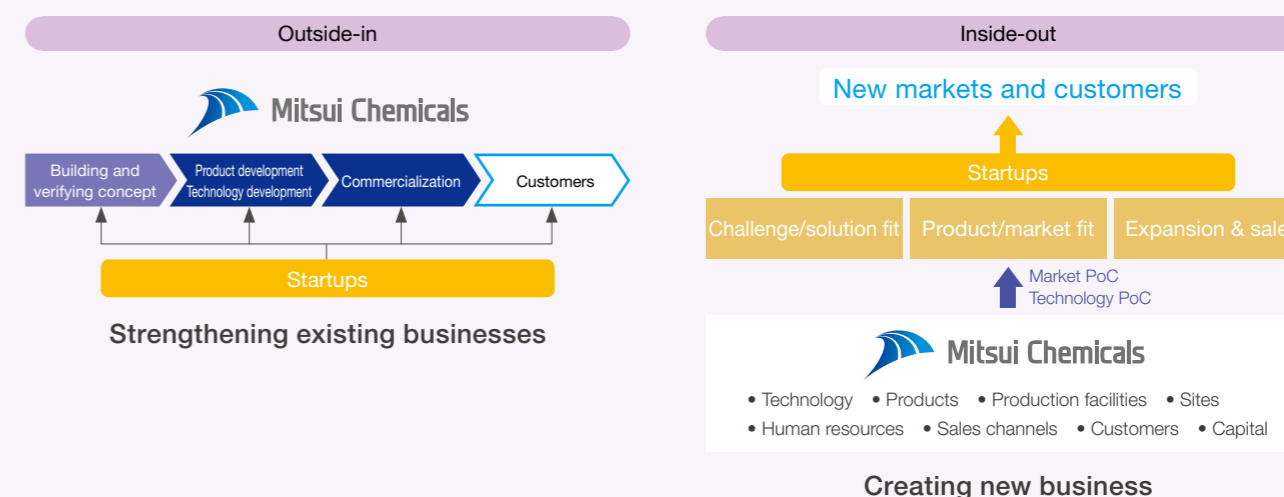 Outside-in
Mitsui Chemicals
Building and
verifying concept
Product development
Technology development
Commercialization
Customers
Startups
Strengthening existing businesses
Inside-out
New markets and customers
Startups
Challenge/solution fit
Product/market fit
Expansion & sale
Market PoC
Technology PoC
Mitsui Chemicals
• Technology • Products • Production facilities • Sites
• Human resources • Sales channels • Customers • Capital
Creating new business